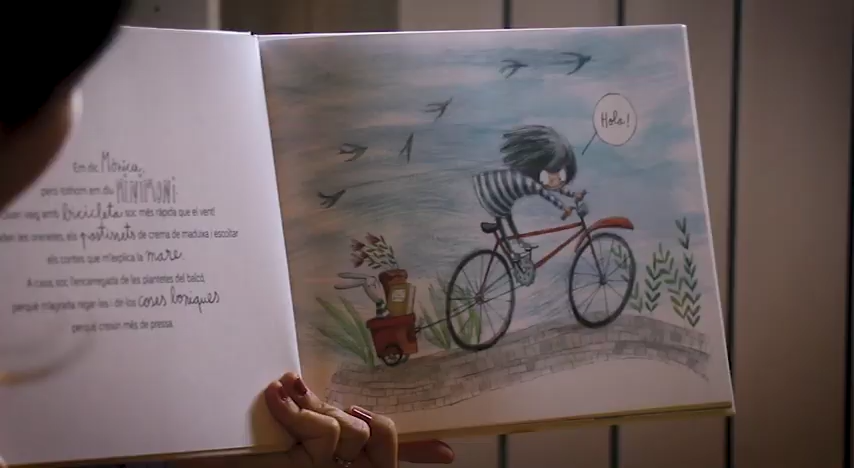 Em dic Mònica,
però tothom em diu MINIMONI.
Quan vaig amb bicicleta soc més ràpida que el vent!
les orenetes, els pastissets de crema de maduixa i escoltar
els contes que m'explica la mare.
A casa, soc l'encarregada de les plantetes del balcó,
perquè m'agrada regar-les i dir-los coses boniques
perquè creixin més de pressa.
Hola!